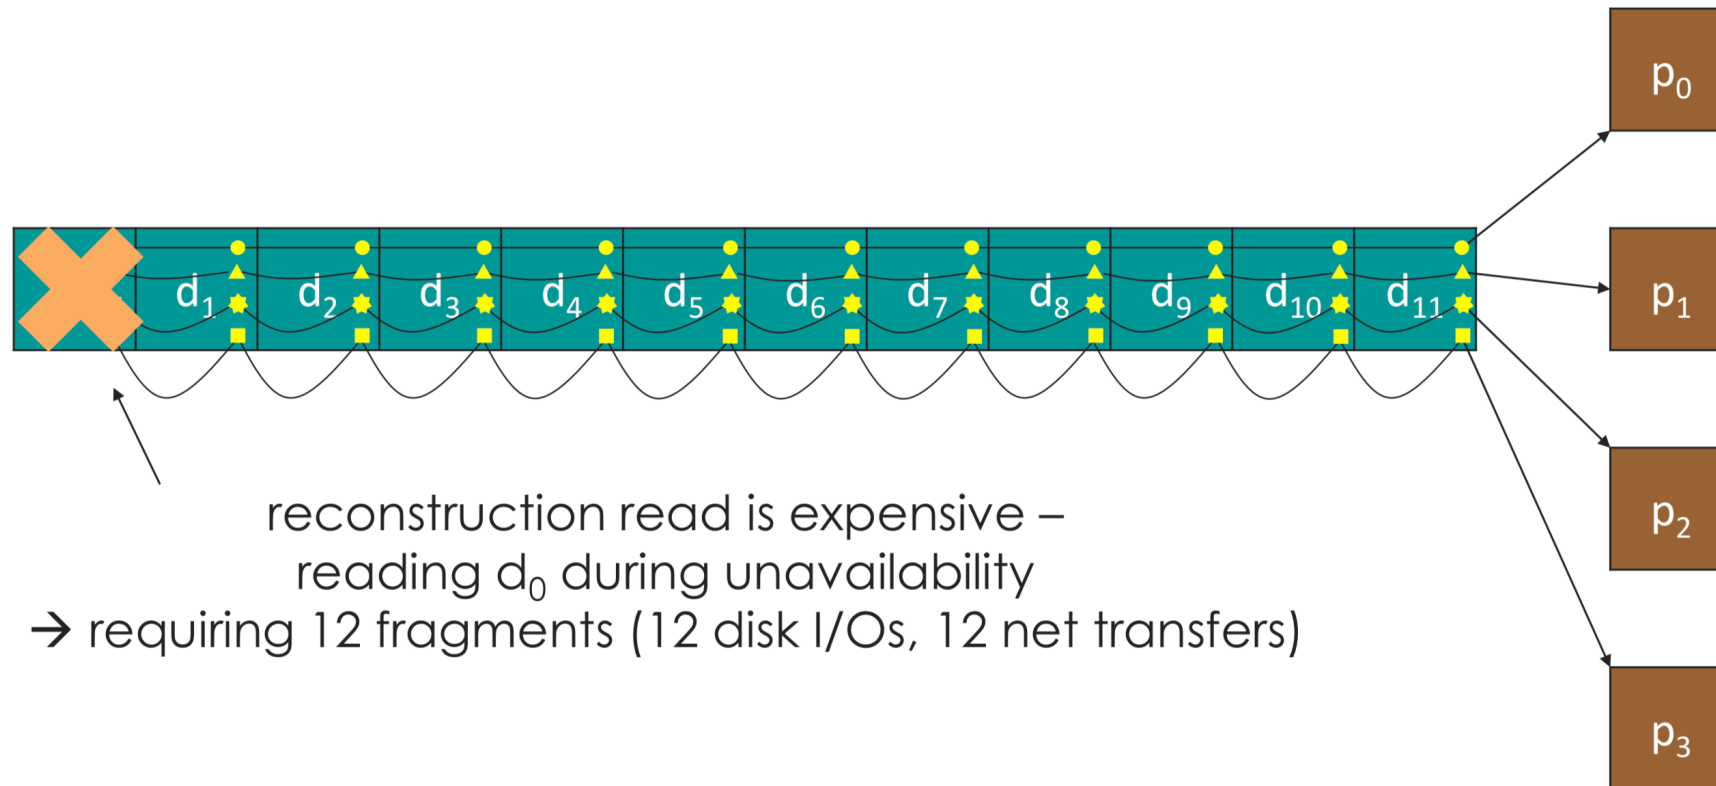 p₀
d₁ d₂ d₃ d₄ d₅ d₆ d₇ d₈ d₉ d₁₀ d₁₁
p₁
reconstruction read is expensive –
reading d₀ during unavailability
→ requiring 12 fragments (12 disk I/Os, 12 net transfers)
p₂
p₃